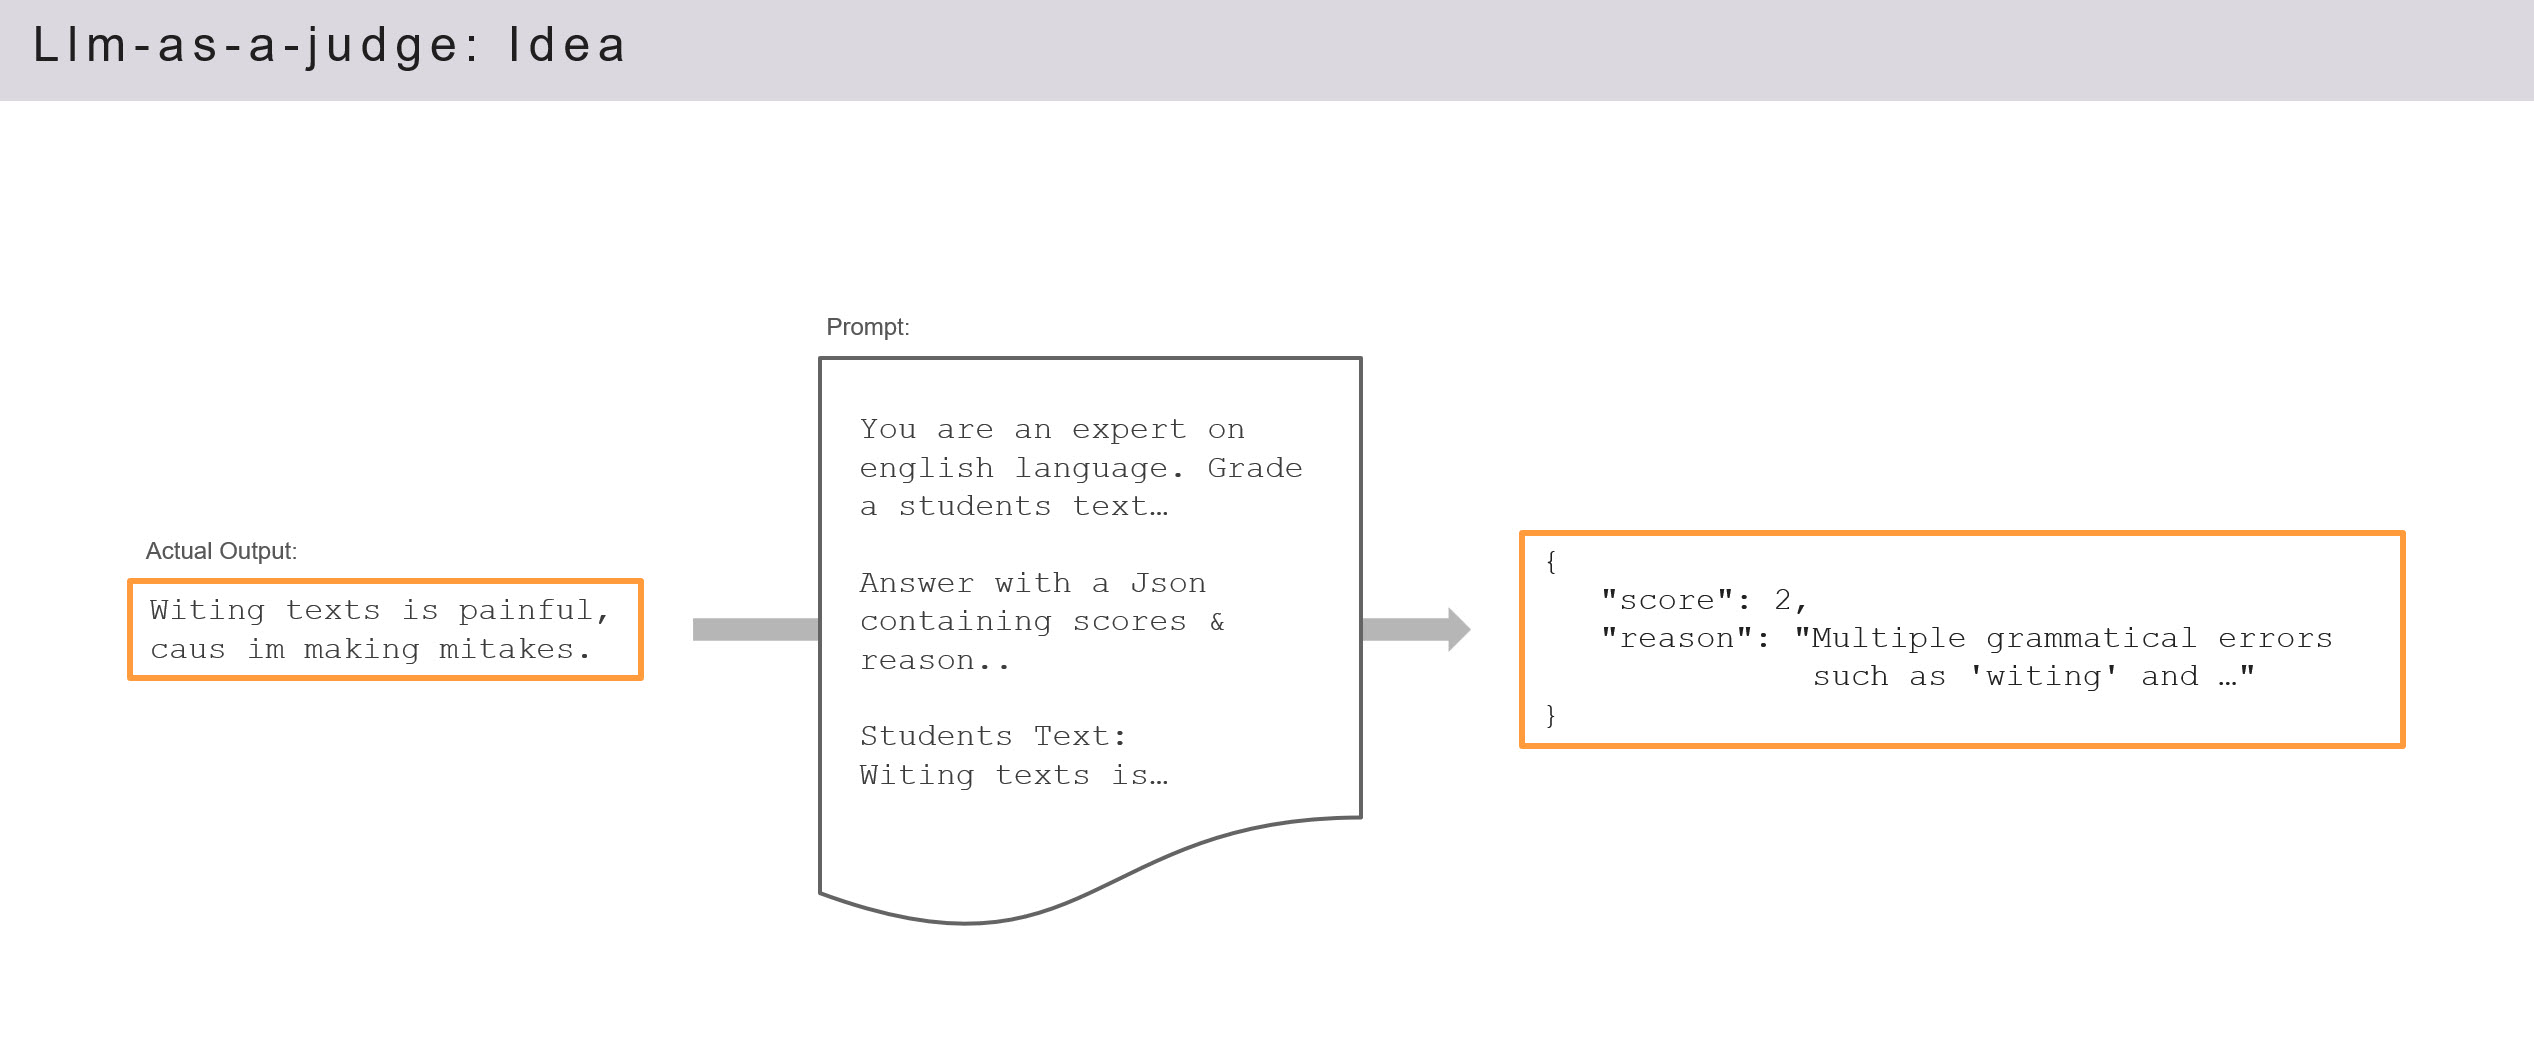 Llm-as-a-judge: Idea
Prompt:
You are an expert on
english language. Grade
a students text…
Answer with a Json
containing scores &
reason..
Students Text:
Witing texts is…
Actual Output:
Witing texts is painful,
caus im making mitakes.
{
"score": 2,
"reason": "Multiple grammatical errors
such as 'witing' and …"
}